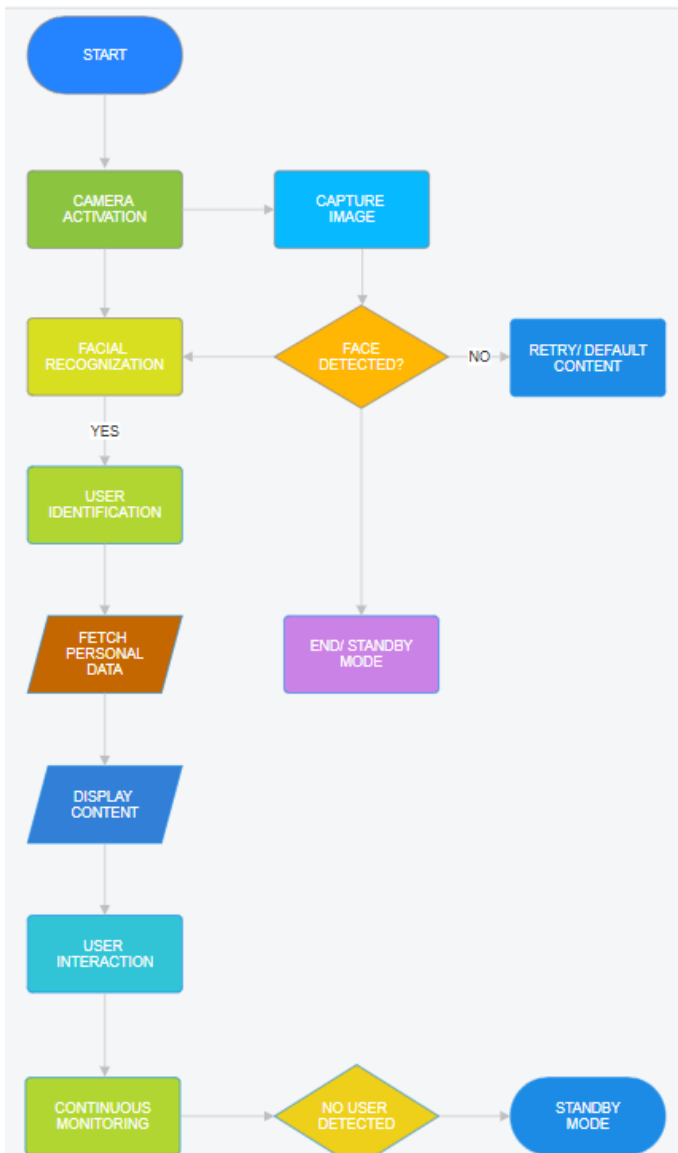 START
CAMERA
ACTIVATION
CAPTURE
IMAGE
FACIAL
RECOGNIZATION
FACE
DETECTED?
NO
RETRY/ DEFAULT
CONTENT
YES
USER
IDENTIFICATION
FETCH
PERSONAL
DATA
END/ STANDBY
MODE
DISPLAY
CONTENT
USER
INTERACTION
CONTINUOUS
MONITORING
NO USER
DETECTED
STANDBY
MODE